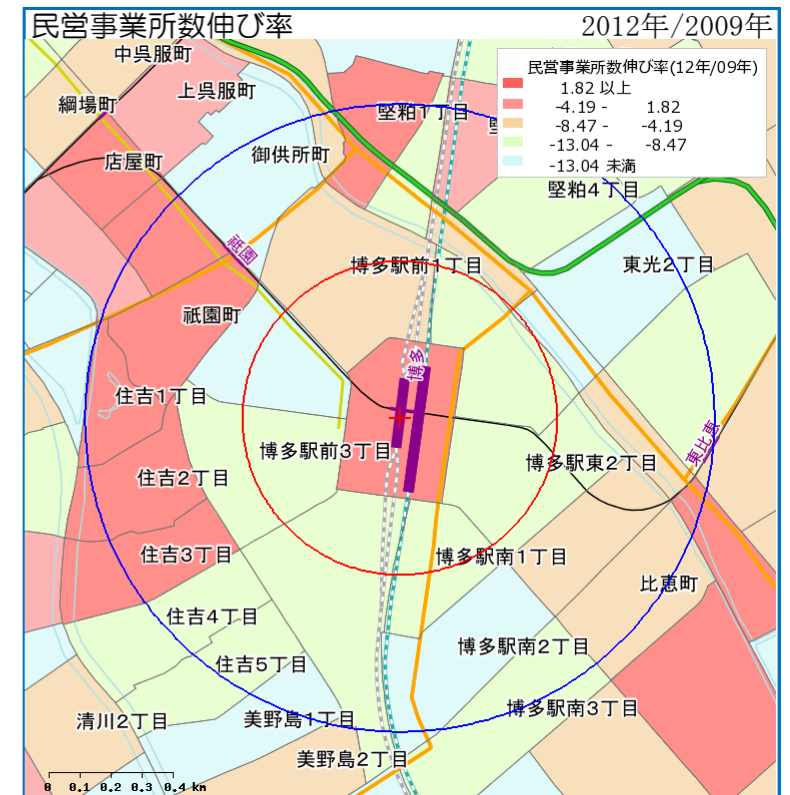 民営事業所数伸び率 2012年/2009年
民営事業所数伸び率(12年/09年)
1.82 以上
-4.19 - 1.82
-8.47 - -4.19
-13.04 - -8.47
-13.04 未満
中呉服町
上呉服町
綱場町
堅粕1丁目
店屋町
御供所町
堅粕4丁目
祇園
博多駅前1丁目
東光2丁目
祇園町
博多
住吉1丁目
東比恵
博多駅前3丁目
博多駅東2丁目
住吉2丁目
住吉3丁目
博多駅南1丁目
比恵町
住吉4丁目
博多駅南2丁目
住吉5丁目
博多駅南3丁目
清川2丁目
美野島1丁目
美野島2丁目
0 0.1 0.2 0.3 0.4 km